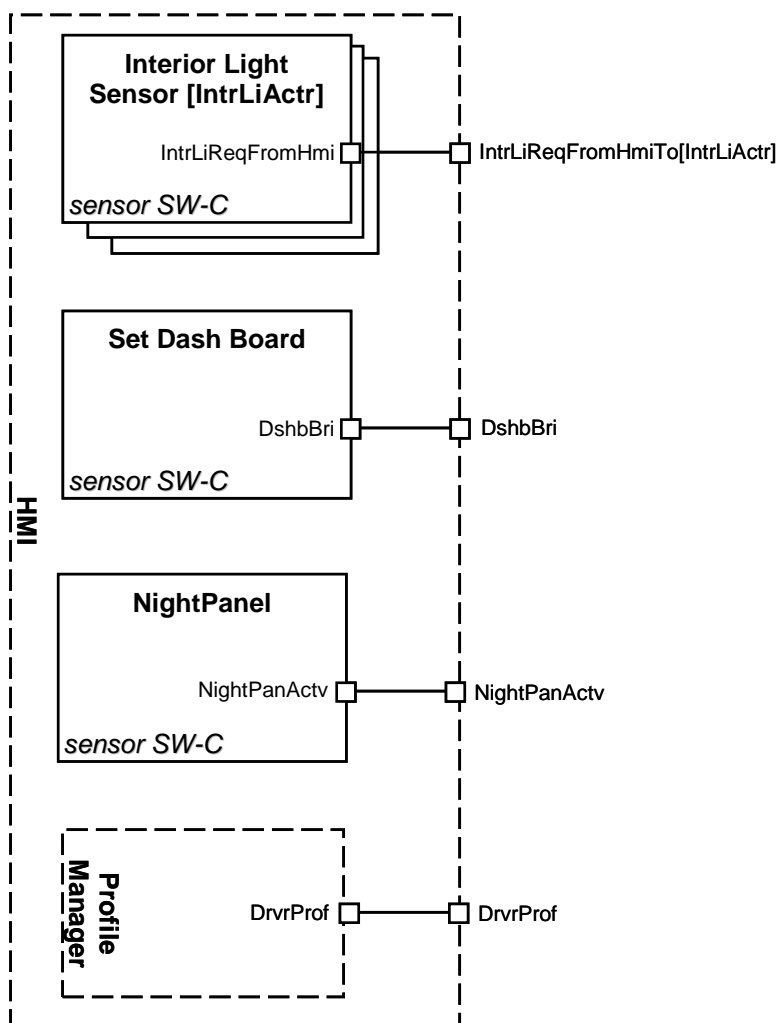 Interior Light
Sensor [IntrLiActr]
IntrLiReqFromHmi
IntrLiReqFromHmiTo[IntrLiActr]
sensor SW-C
Set Dash Board
DshbBri
DshbBri
sensor SW-C
HMI
NightPanel
NightPanActv
NightPanActv
sensor SW-C
Profile
Manager
DrvrProf
DrvrProf